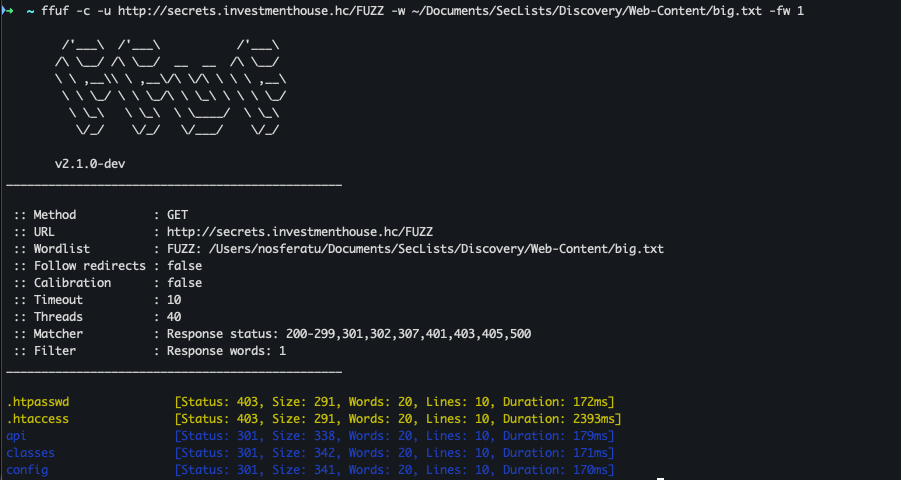 → ~ ffuf -c -u http://secrets.investmenthouse.hc/FUZZ -w ~/Documents/SecLists/Discovery/Web-Content/big.txt -fw 1
        /'___\  /'___\           /'___\
       /\ \__/ /\ \__/  __  __  /\ \__/
       \ \ ,__\\ \ ,__\/\ \/\ \ \ \ ,__\
        \ \ \_/ \ \ \_/\ \ \_\ \ \ \ \_/
         \ \_\   \ \_\  \ \____/  \ \_\
          \/_/    \/_/   \/___/    \/_/
v2.1.0-dev
________________________________________________
:: Method : GET
:: URL : http://secrets.investmenthouse.hc/FUZZ
:: Wordlist : FUZZ: /Users/nosferatu/Documents/SecLists/Discovery/Web-Content/big.txt
:: Follow redirects : false
:: Calibration : false
:: Timeout : 10
:: Threads : 40
:: Matcher : Response status: 200-299,301,302,307,401,403,405,500
:: Filter : Response words: 1
________________________________________________
.htpasswd [Status: 403, Size: 291, Words: 20, Lines: 10, Duration: 172ms]
.htaccess [Status: 403, Size: 291, Words: 20, Lines: 10, Duration: 2393ms]
api [Status: 301, Size: 338, Words: 20, Lines: 10, Duration: 179ms]
classes [Status: 301, Size: 342, Words: 20, Lines: 10, Duration: 171ms]
config [Status: 301, Size: 341, Words: 20, Lines: 10, Duration: 170ms]